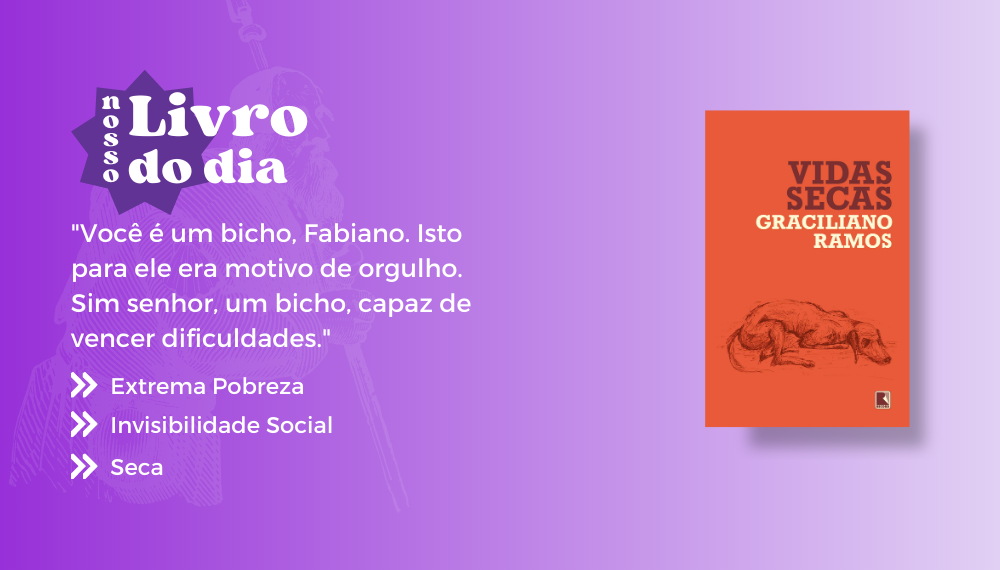 nosso
Livro
do dia
"Você é um bicho, Fabiano. Isto
para ele era motivo de orgulho.
Sim senhor, um bicho, capaz de
vencer dificuldades."
Extrema Pobreza
Invisibilidade Social
Seca
VIDAS
SECAS
GRACILIANO
RAMOS